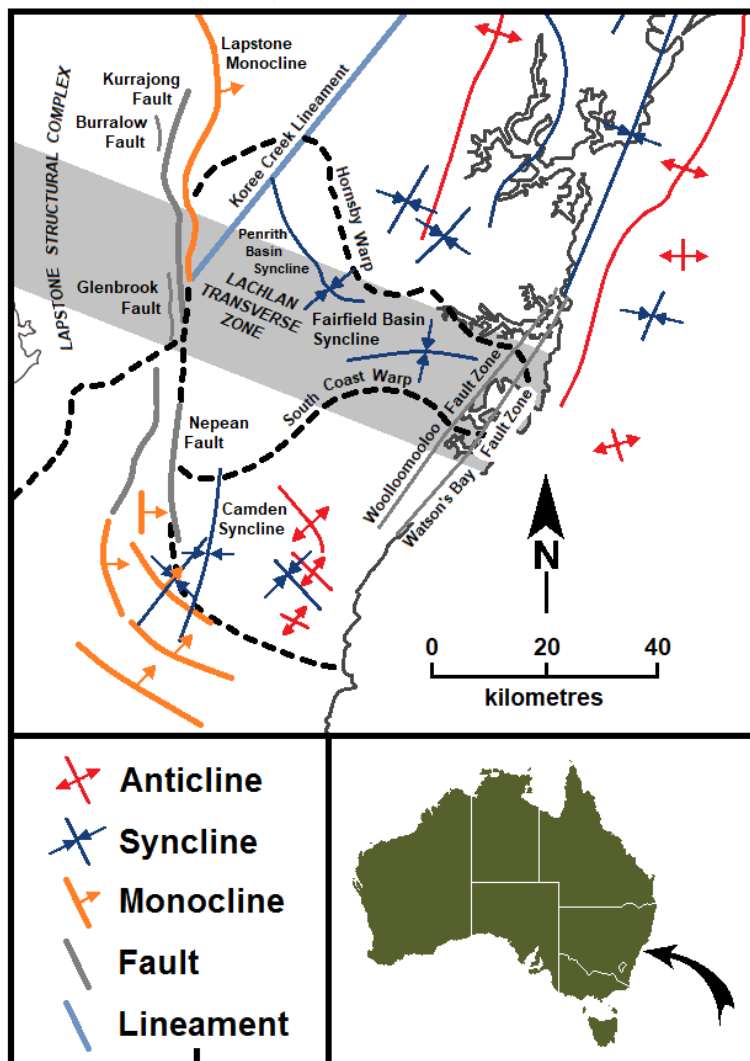 Lapstone
Monocline
Kurrajong
Fault
Burralow
Fault
LAPSTONE STRUCTURAL COMPLEX
Koree Creek Lineament
Hornsby Warp
Penrith
Basin
Syncline
LACHLAN
TRANSVERSE
ZONE
Glenbrook
Fault
Fairfield Basin
Syncline
South Coast Warp
Nepean
Fault
Woolloomooloo Fault Zone
Watson's Bay Fault Zone
Camden
Syncline
N
0 20 40
kilometres
Anticline
Syncline
Monocline
Fault
Lineament